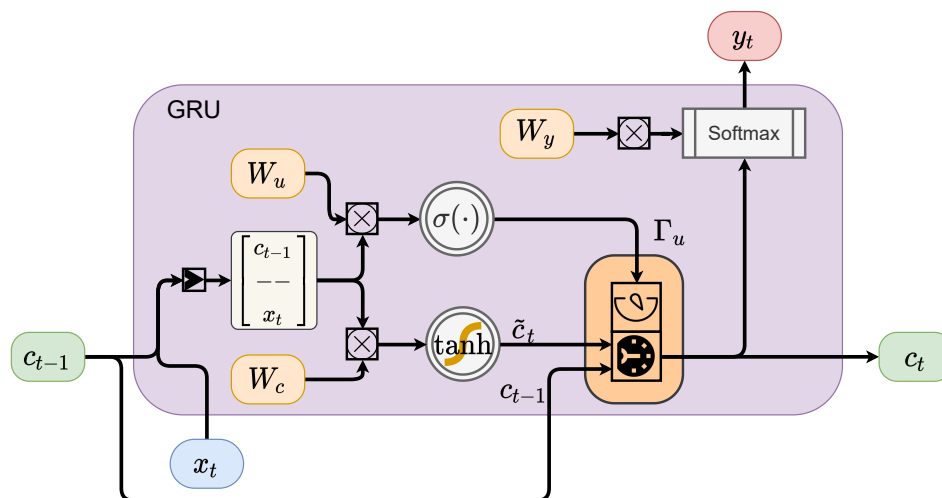 y_t
GRU
W_y
Softmax
W_u
σ(·)
Γ_u
c_{t−1}
−−
x_t
c̃_t
tanh
c_{t−1}
c_t
W_c
c_{t−1}
x_t